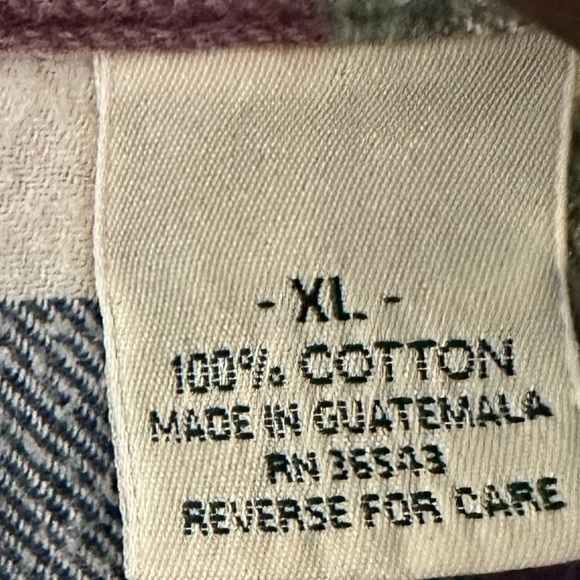 - XL -
100% COTTON
MADE IN GUATEMALA
RN 36543
REVERSE FOR CARE